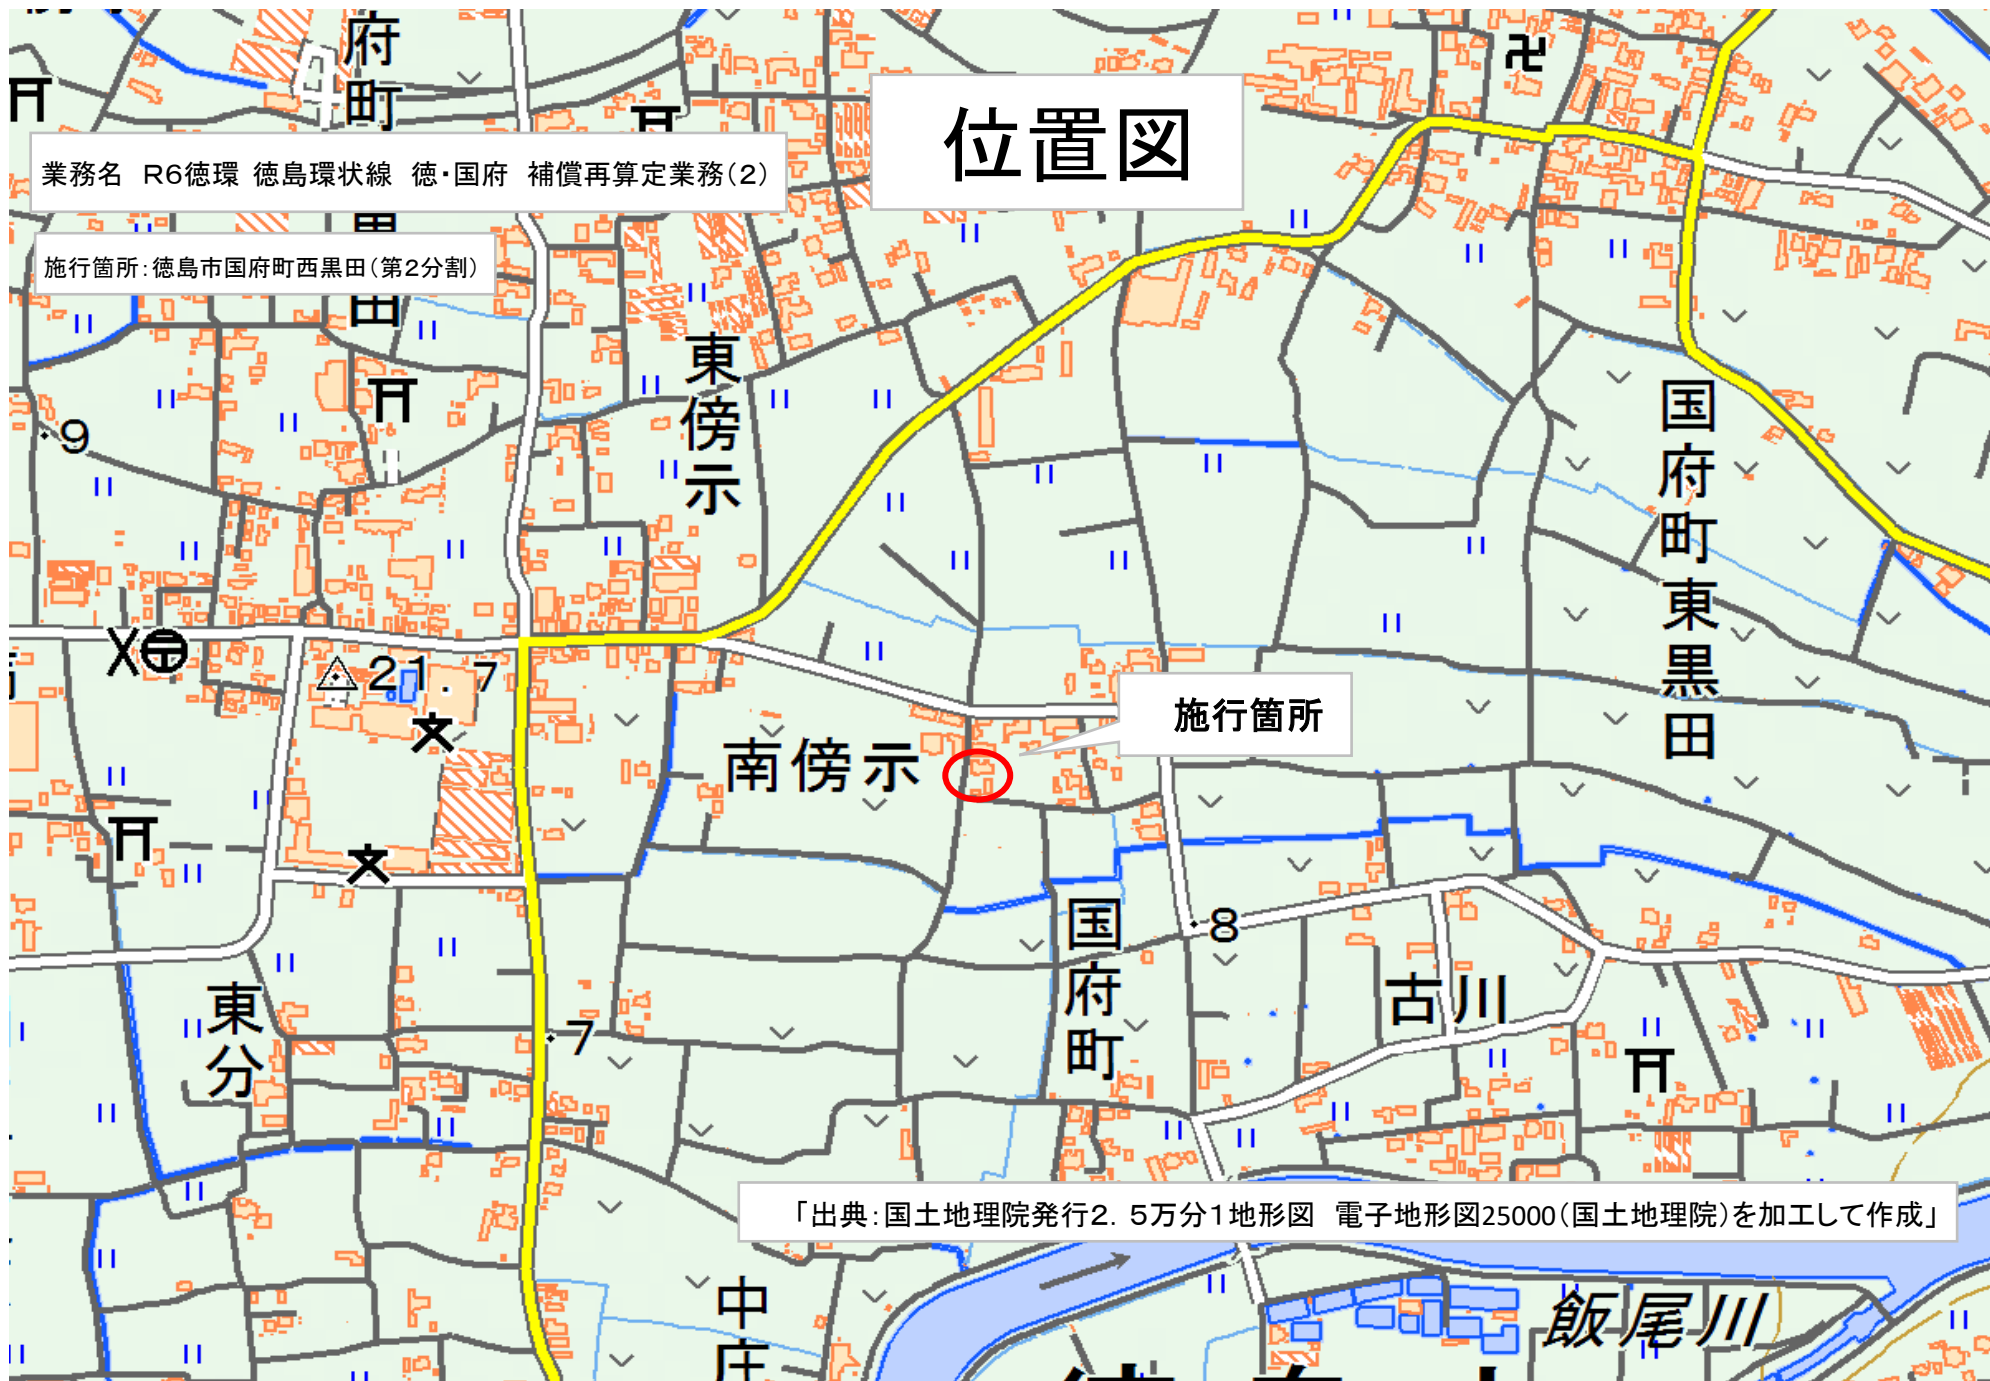 府町
位置図
業務名　R6徳環 徳島環状線　徳・国府　補償再算定業務(2)
施行箇所:徳島市国府町西黒田(第2分割)
田
東傍示
国府町東黒田
9
21.7
施行箇所
南傍示
8
国府町
古川
東分
7
「出典:国土地理院発行2.5万分1地形図　電子地形図25000(国土地理院)を加工して作成」
中庄
飯尾川